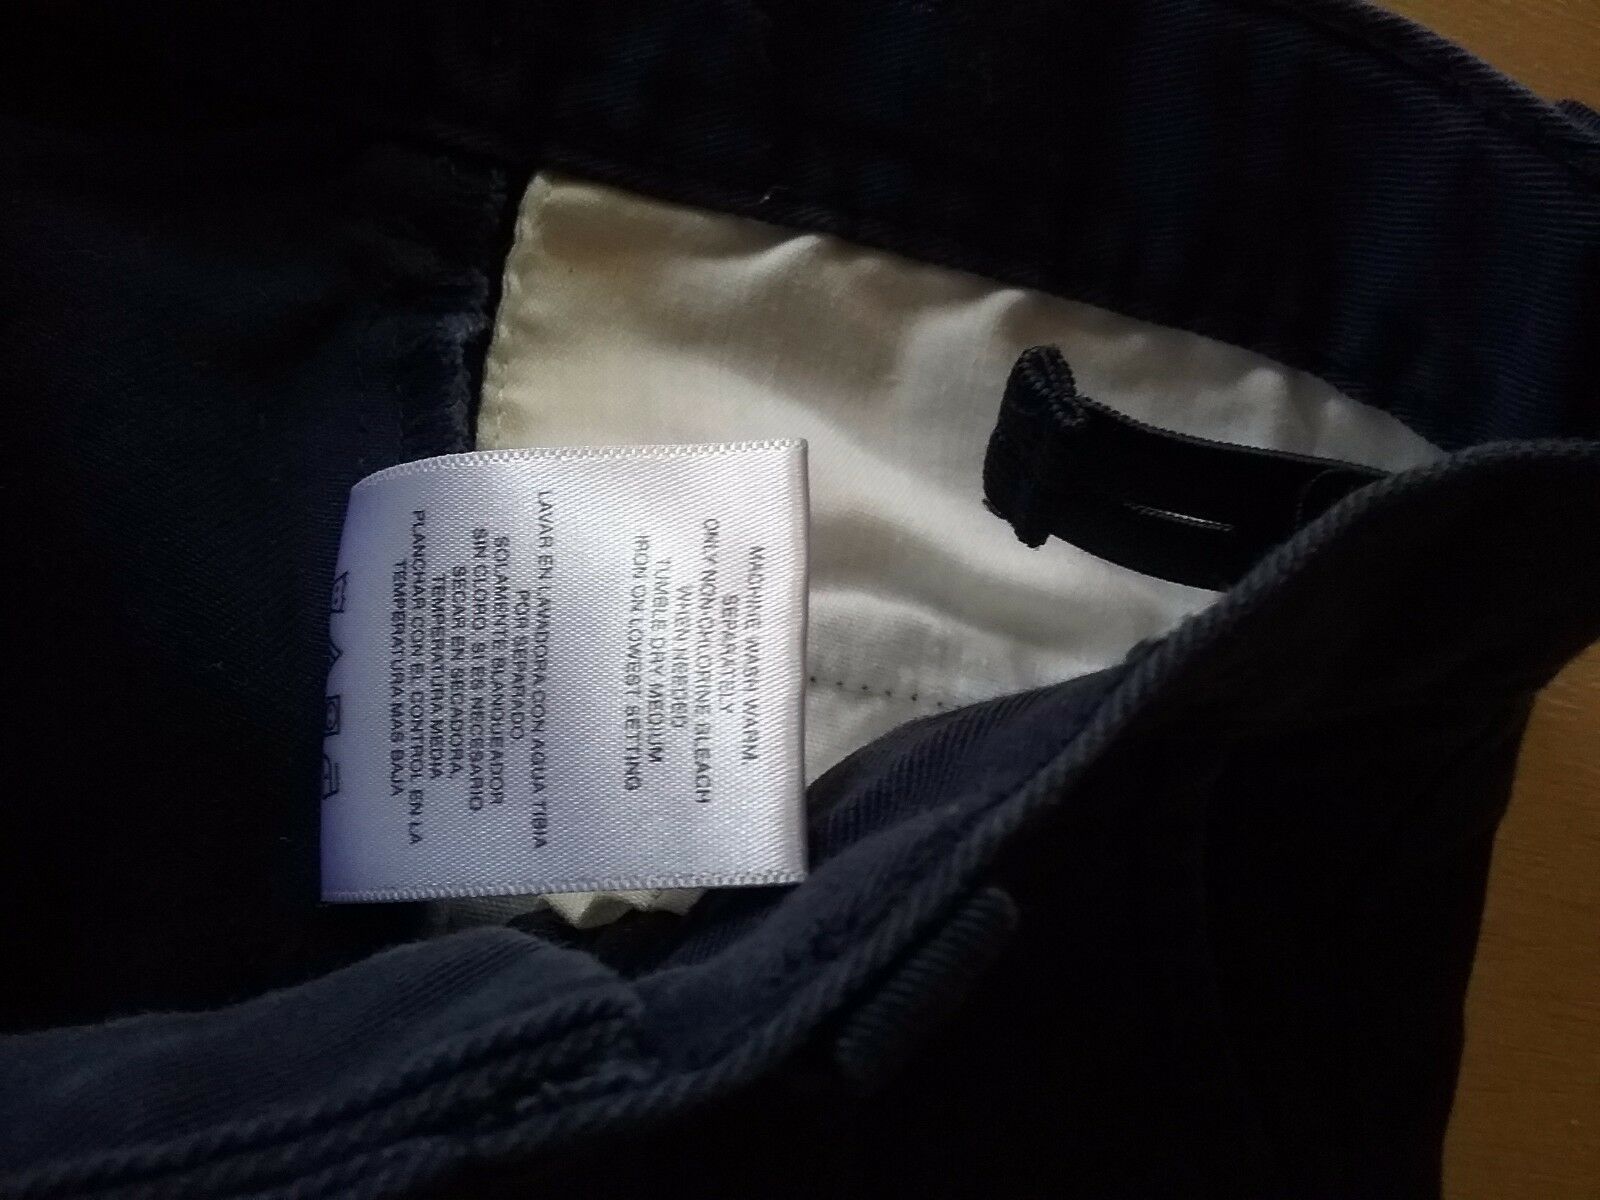 MACHINE WASH WARM
SEPARATELY
ONLY NON-CHLORINE BLEACH
WHEN NEEDED
TUMBLE DRY MEDIUM
IRON ON LOWEST SETTING
LAVAR EN LAVADORA CON AGUA TIBIA
POR SEPARADO
SOLAMENTE BLANQUEADOR
SIN CLORO, SI ES NECESARIO
SECAR EN SECADORA
TEMPERATURA MEDIA
PLANCHAR CON EL CONTROL EN LA
TEMPERATURA MAS BAJA